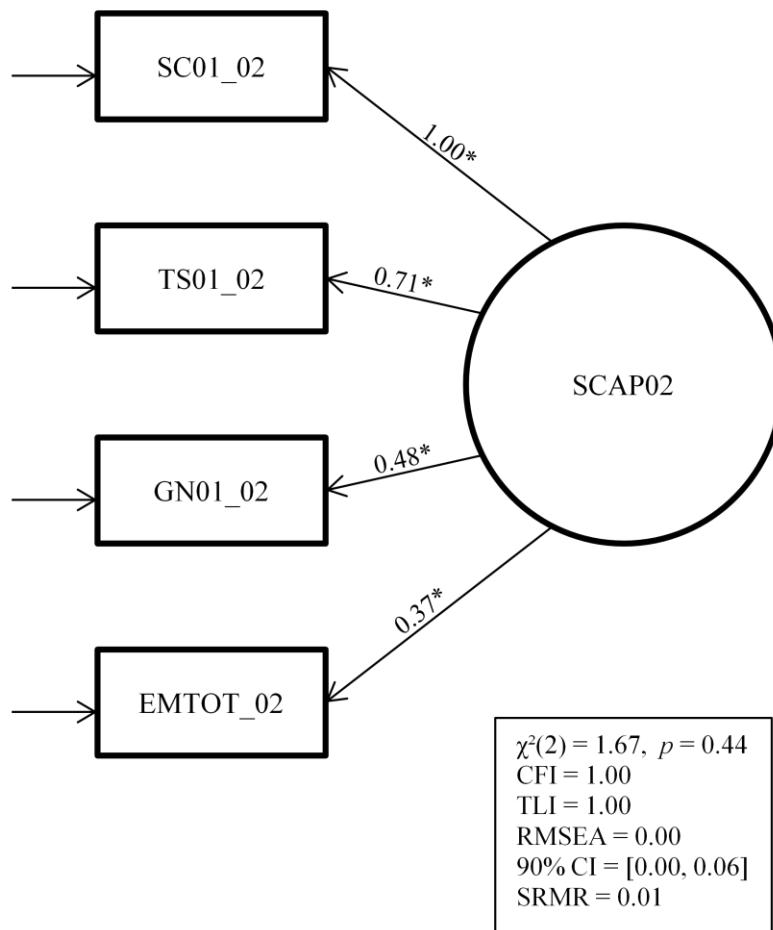 SC01_02
1.00*
TS01_02
0.71*
SCAP02
GN01_02
0.48*
EMTOT_02
0.37*
χ²(2) = 1.67, p = 0.44
CFI = 1.00
TLI = 1.00
RMSEA = 0.00
90% CI = [0.00, 0.06]
SRMR = 0.01